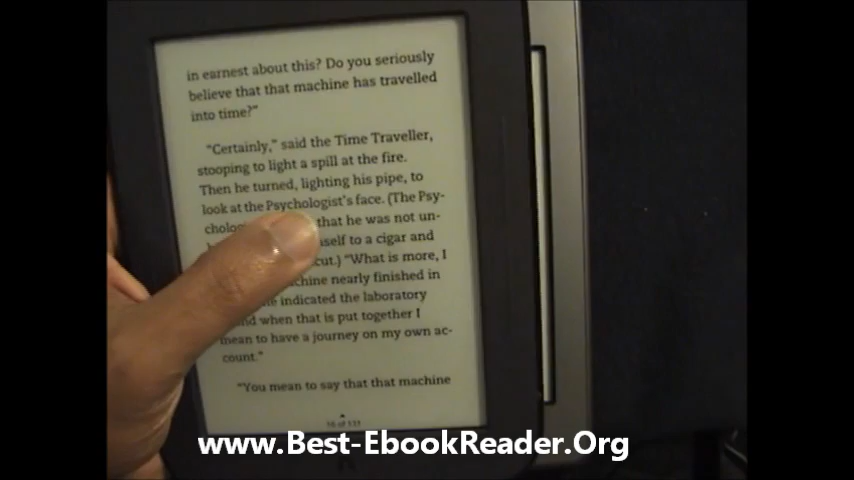 in earnest about this? Do you seriously
believe that that machine has travelled
into time?"
"Certainly," said the Time Traveller,
stooping to light a spill at the fire.
Then he turned, lighting his pipe, to
look at the Psychologist's face. (The Psy-
that he was not un-
self to a cigar and
cut.) "What is more, I
nearly finished in
he indicated the laboratory
and when that is put together I
mean to have a journey on my own ac-
count."
"You mean to say that that machine
www.Best-EbookReader.Org